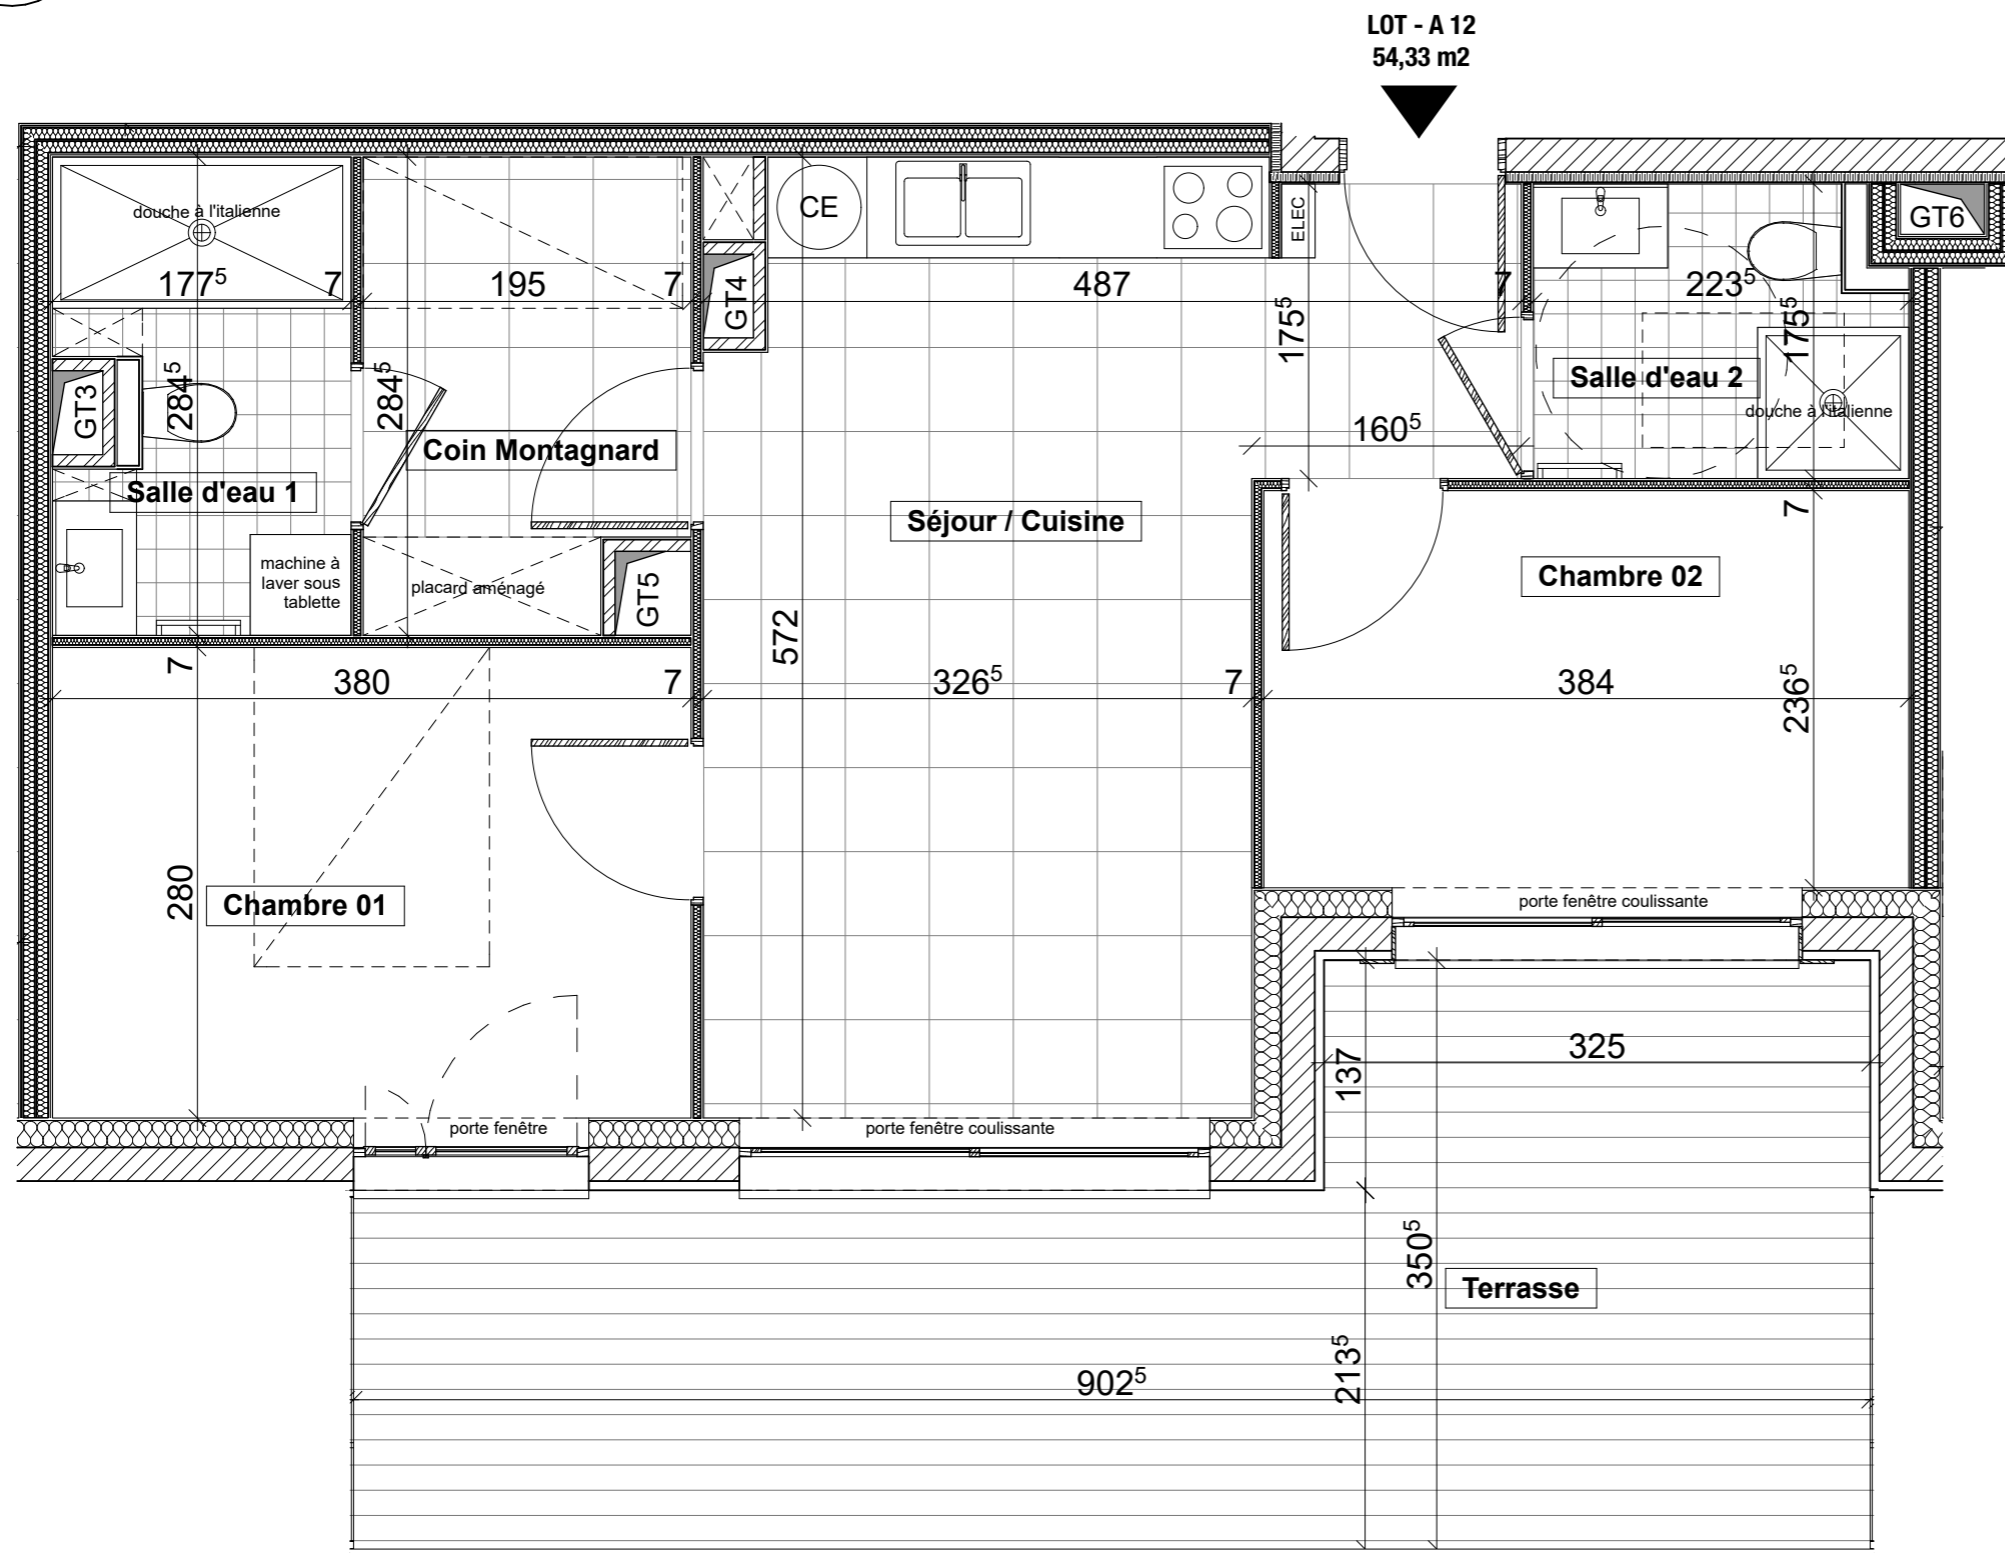 LOT - A 12
54,33 m2
douche à l'italienne
CE
ELEC
GT6
177⁵
7
195
7
GT4
487
7
223⁵
175⁵
175⁵
GT3
284⁵
284⁵
Salle d'eau 2
douche à l'italienne
160⁵
Coin Montagnard
Salle d'eau 1
Séjour / Cuisine
7
machine à
laver sous
tablette
placard aménagé
GT5
Chambre 02
572
7
380
7
326⁵
7
384
236⁵
280
Chambre 01
porte fenêtre coulissante
325
137
porte fenêtre
porte fenêtre coulissante
350⁵
Terrasse
213⁵
902⁵